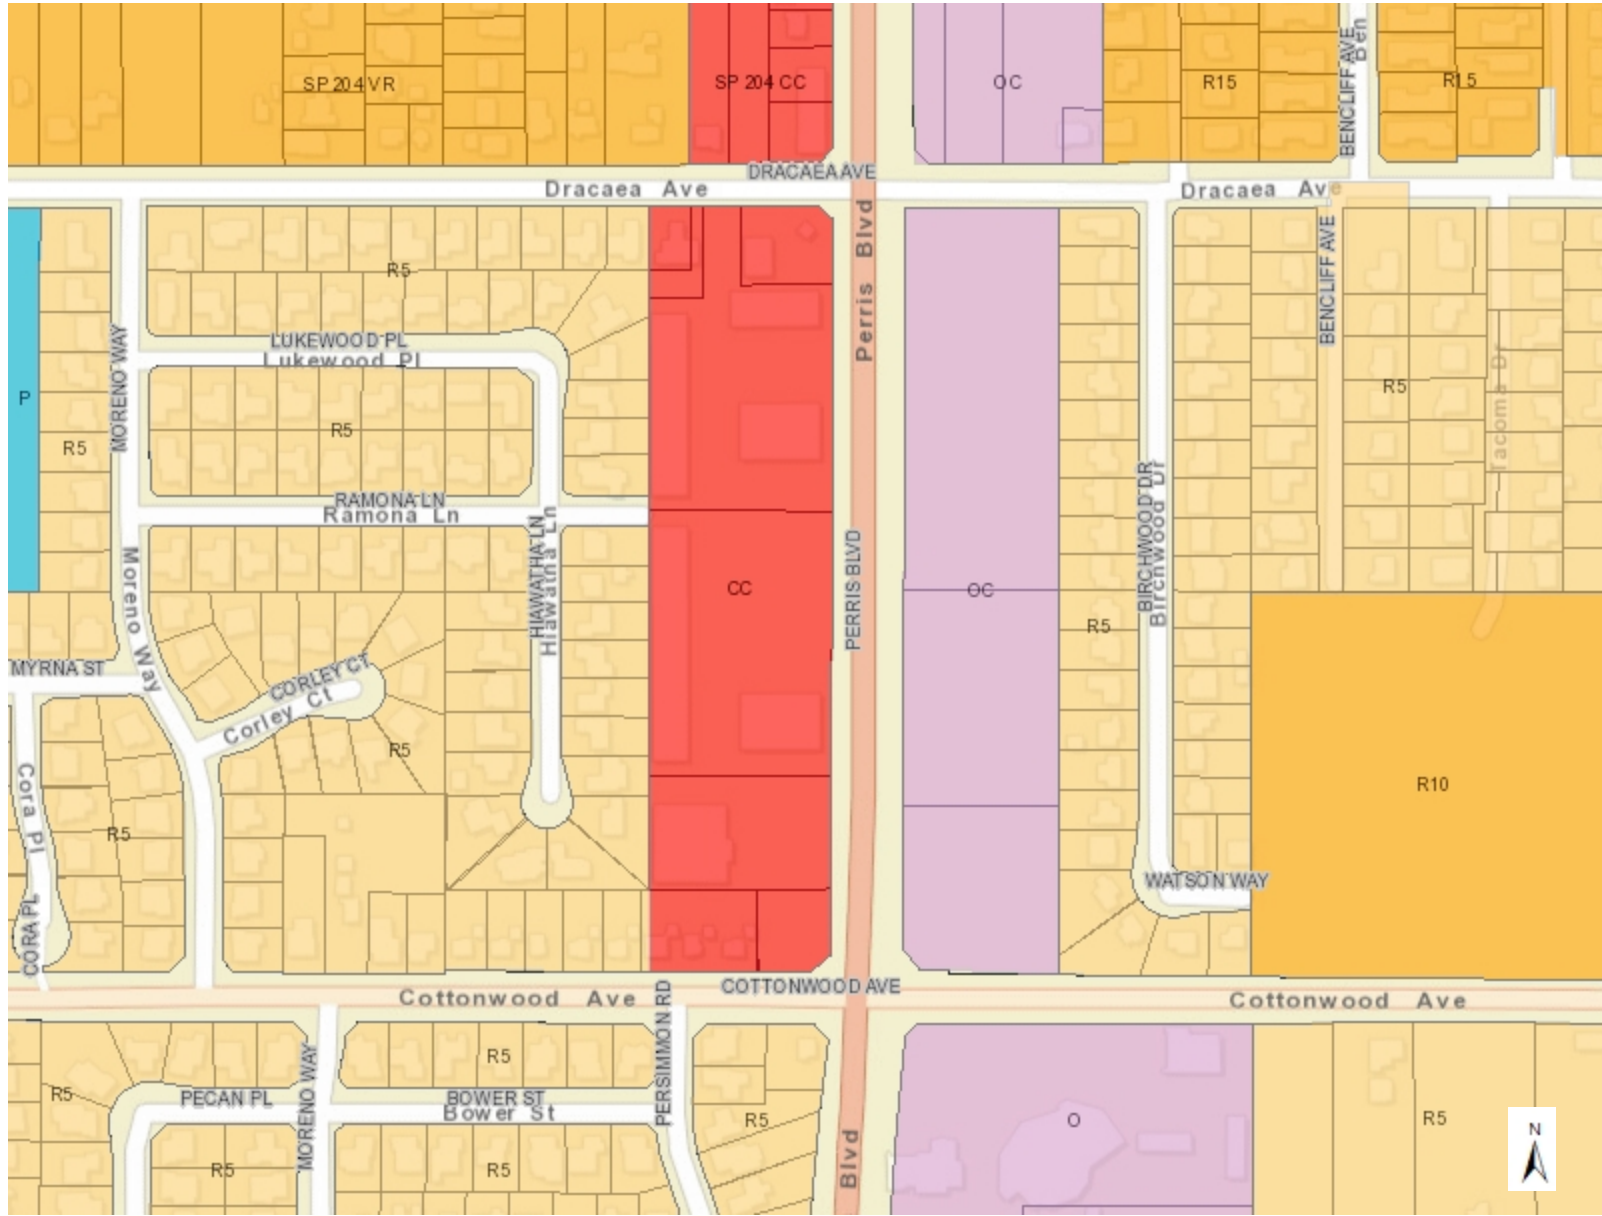 SP 204 VR
SP 204 CC
OC
R15
BENCLIFF AVE
Ben
R15
DRACAEA AVE
Dracaea Ave
Dracaea Ave
Perris Blvd
BENCLIFF AVE
R5
LUKEWOOD PL
Lukewood Pl
MORENO WAY
P
R5
R5
R5
Tacoma Dr
RAMONA LN
Ramona Ln
HIAWATHA LN
Hiawatha Ln
BIRCHWOOD DR
Birchwood Dr
PERRIS BLVD
CC
OC
R5
Moreno Way
MYRNA ST
CORLEY CT
Corley Ct
R5
R10
Cora Pl
R5
WATSON WAY
CORA PL
COTTONWOOD AVE
Cottonwood Ave
Cottonwood Ave
PERSIMMON RD
MORENO WAY
R5
R5
PECAN PL
BOWER ST
Bower St
R5
O
R5
Blvd
R5
R5
N